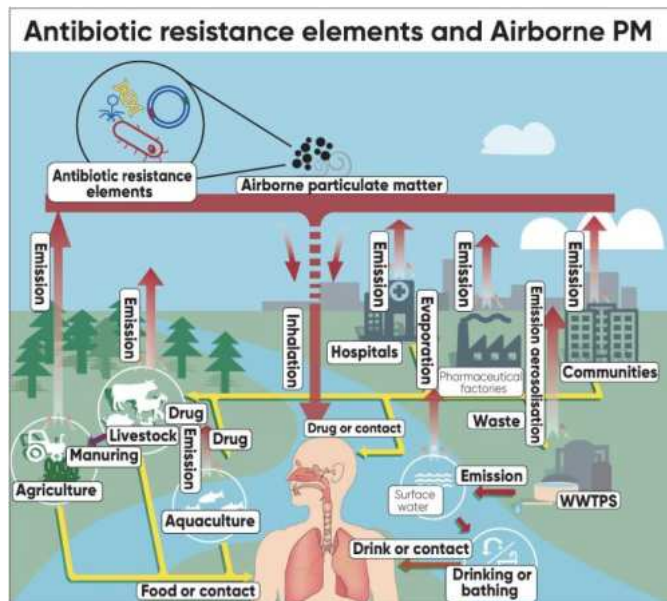 Antibiotic resistance elements and Airborne PM
Antibiotic resistance
elements
Airborne particulate matter
Emission
Emission
Inhalation
Emission
Emission
Emission
Evaporation
Emission aerosolisation
Hospitals
Pharmaceutical
factories
Communities
Drug
Livestock
Drug
Drug or contact
Waste
Manuring
Emission
Agriculture
Aquaculture
Surface
water
Emission
WWTPS
Drink or contact
Drinking or
bathing
Food or contact